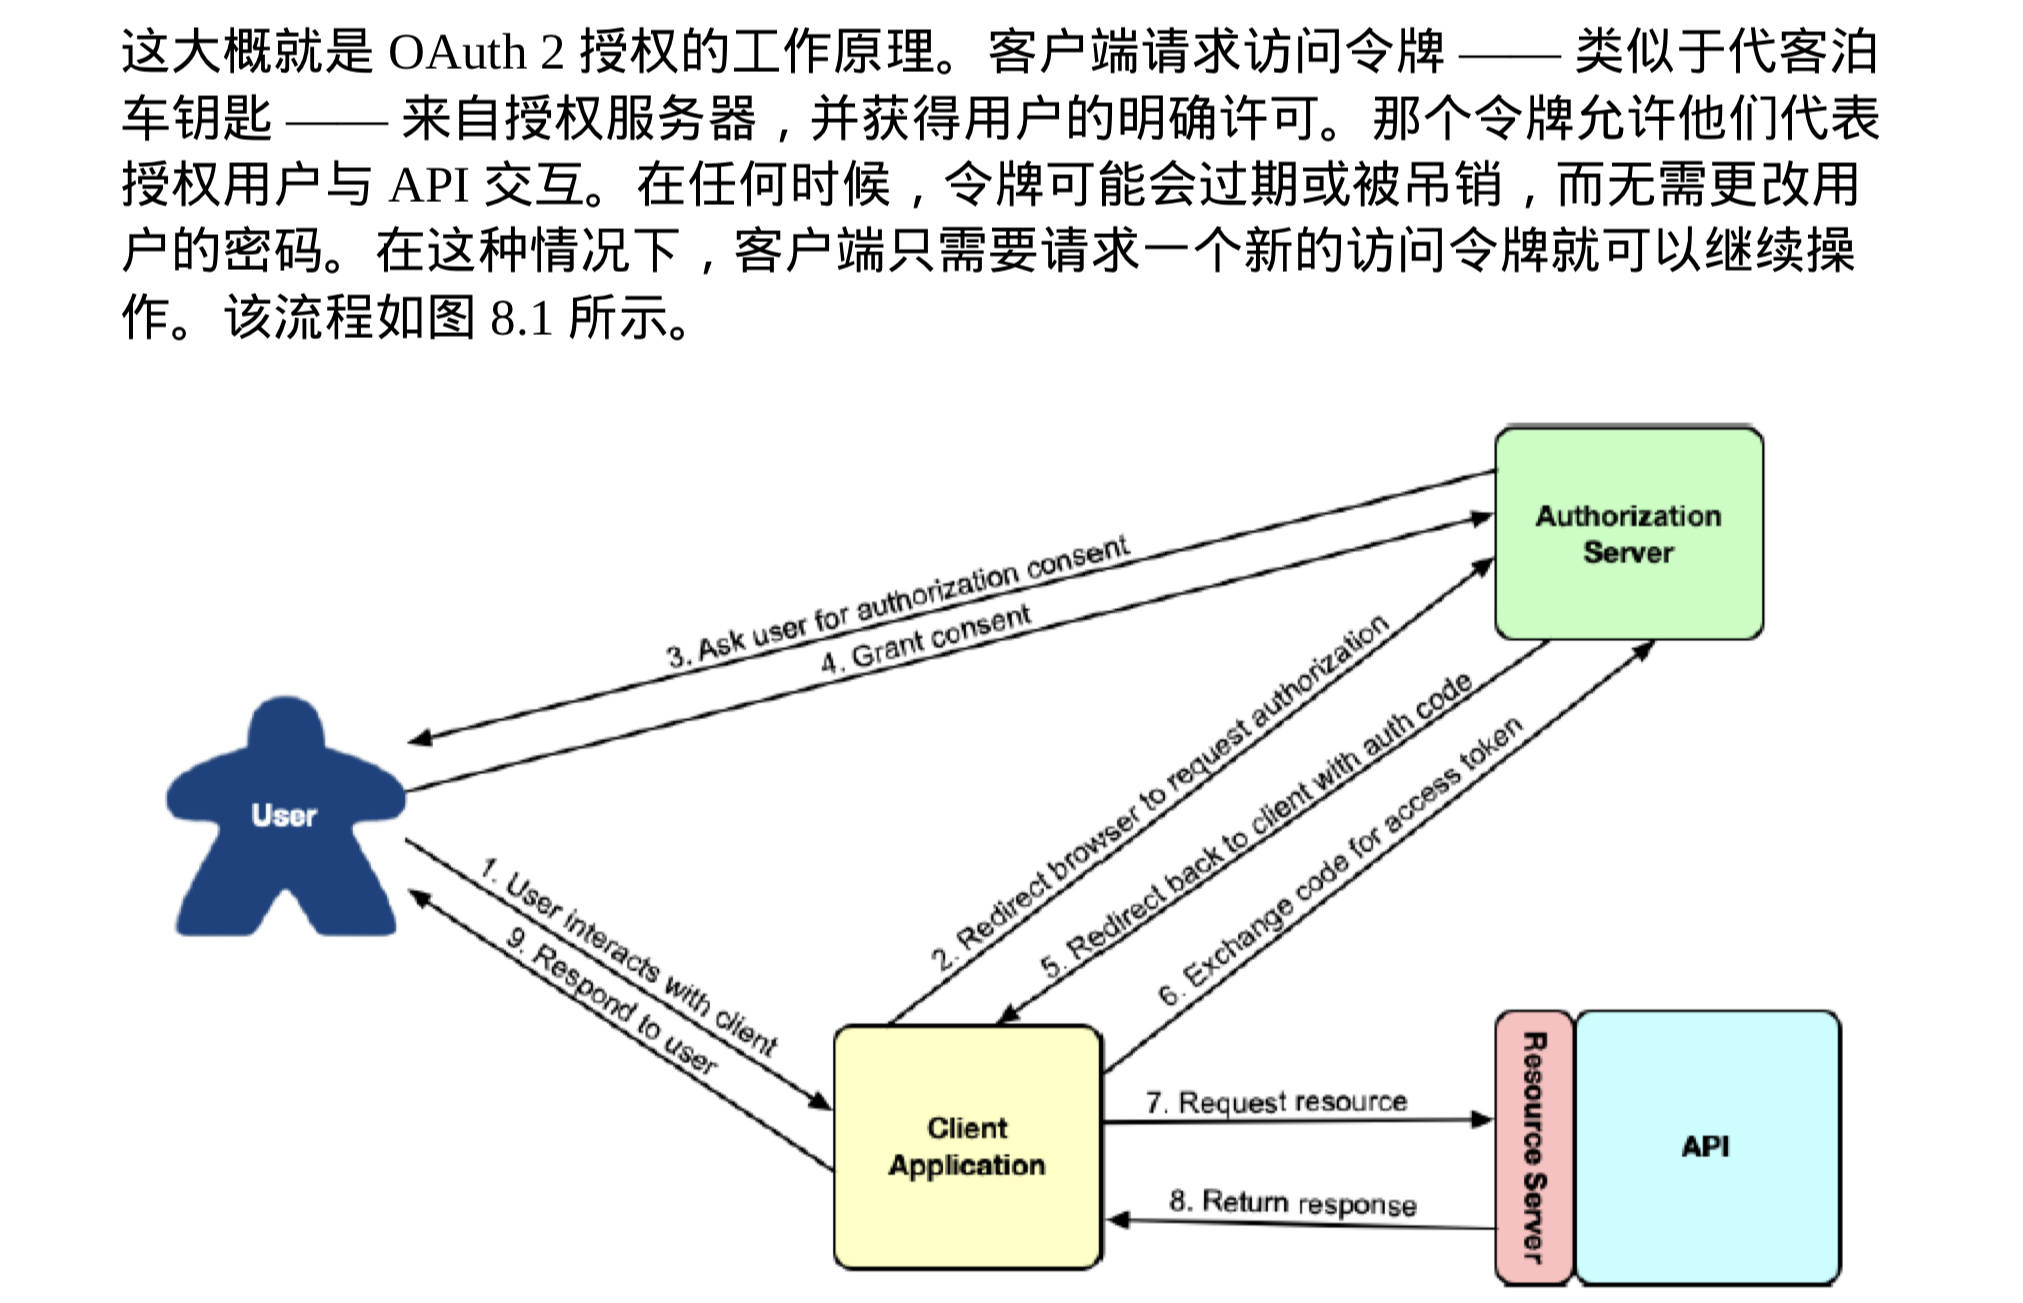 这大概就是 OAuth 2 授权的工作原理。客户端请求访问令牌 —— 类似于代客泊
车钥匙 —— 来自授权服务器，并获得用户的明确许可。那个令牌允许他们代表
授权用户与 API 交互。在任何时候，令牌可能会过期或被吊销，而无需更改用
户的密码。在这种情况下，客户端只需要请求一个新的访问令牌就可以继续操
作。该流程如图 8.1 所示。
Authorization
Server
3. Ask user for authorization consent
4. Grant consent
2. Redirect browser to request authorization
5. Redirect back to client with auth code
6. Exchange code for access token
User
1. User interacts with client
9. Respond to user
Client
Application
7. Request resource
8. Return response
Resource Server
API